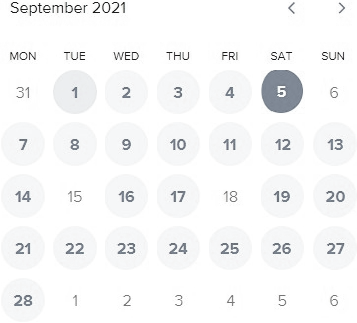 September 2021
MON TUE WED THU FRI SAT SUN
31 1 2 3 4 5 6
7 8 9 10 11 12 13
14 15 16 17 18 19 20
21 22 23 24 25 26 27
28 1 2 3 4 5 6